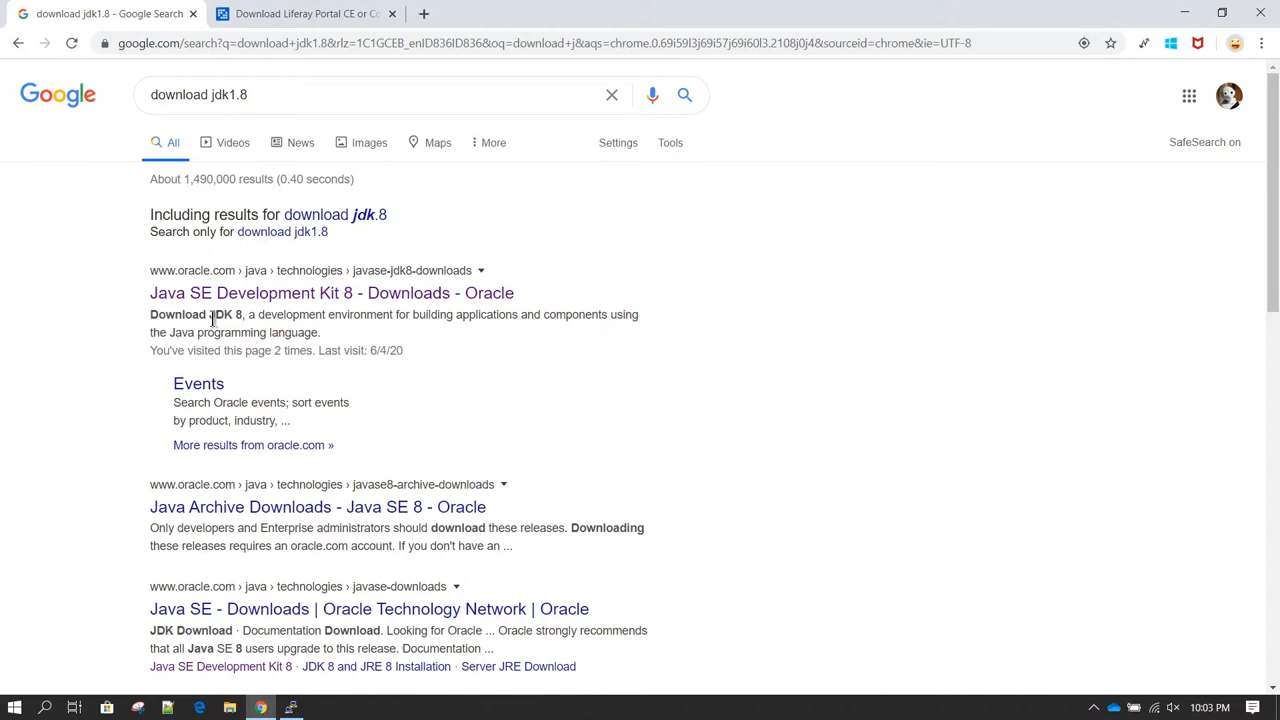 download jdk1.8 - Google Search
Download Liferay Portal CE or Co
google.com/search?q=download+jdk1.8&rlz=1C1GCEB_enID836ID836&oq=download+j&aqs=chrome.0.69i59l3j69i57j69i60l3.2108j0j4&sourceid=chrome&ie=UTF-8
Google
download jdk1.8
All
Videos
News
Images
Maps
More
Settings
Tools
SafeSearch on
About 1,490,000 results (0.40 seconds)
Including results for download jdk.8
Search only for download jdk1.8
www.oracle.com › java › technologies › javase-jdk8-downloads
Java SE Development Kit 8 - Downloads - Oracle
Download JDK 8, a development environment for building applications and components using
the Java programming language.
You've visited this page 2 times. Last visit: 6/4/20
Events
Search Oracle events; sort events
by product, industry, ...
More results from oracle.com »
www.oracle.com › java › technologies › javase8-archive-downloads
Java Archive Downloads - Java SE 8 - Oracle
Only developers and Enterprise administrators should download these releases. Downloading
these releases requires an oracle.com account. If you don't have an ...
www.oracle.com › java › technologies › javase-downloads
Java SE - Downloads | Oracle Technology Network | Oracle
JDK Download · Documentation Download. Looking for Oracle ... Oracle strongly recommends
that all Java SE 8 users upgrade to this release. Documentation ...
Java SE Development Kit 8 · JDK 8 and JRE 8 Installation · Server JRE Download
10:03 PM